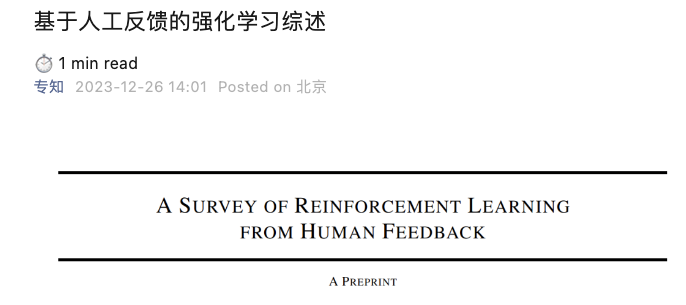 基于人工反馈的强化学习综述
⏱ 1 min read
专知 2023-12-26 14:01 Posted on 北京
A SURVEY OF REINFORCEMENT LEARNING
FROM HUMAN FEEDBACK
A PREPRINT